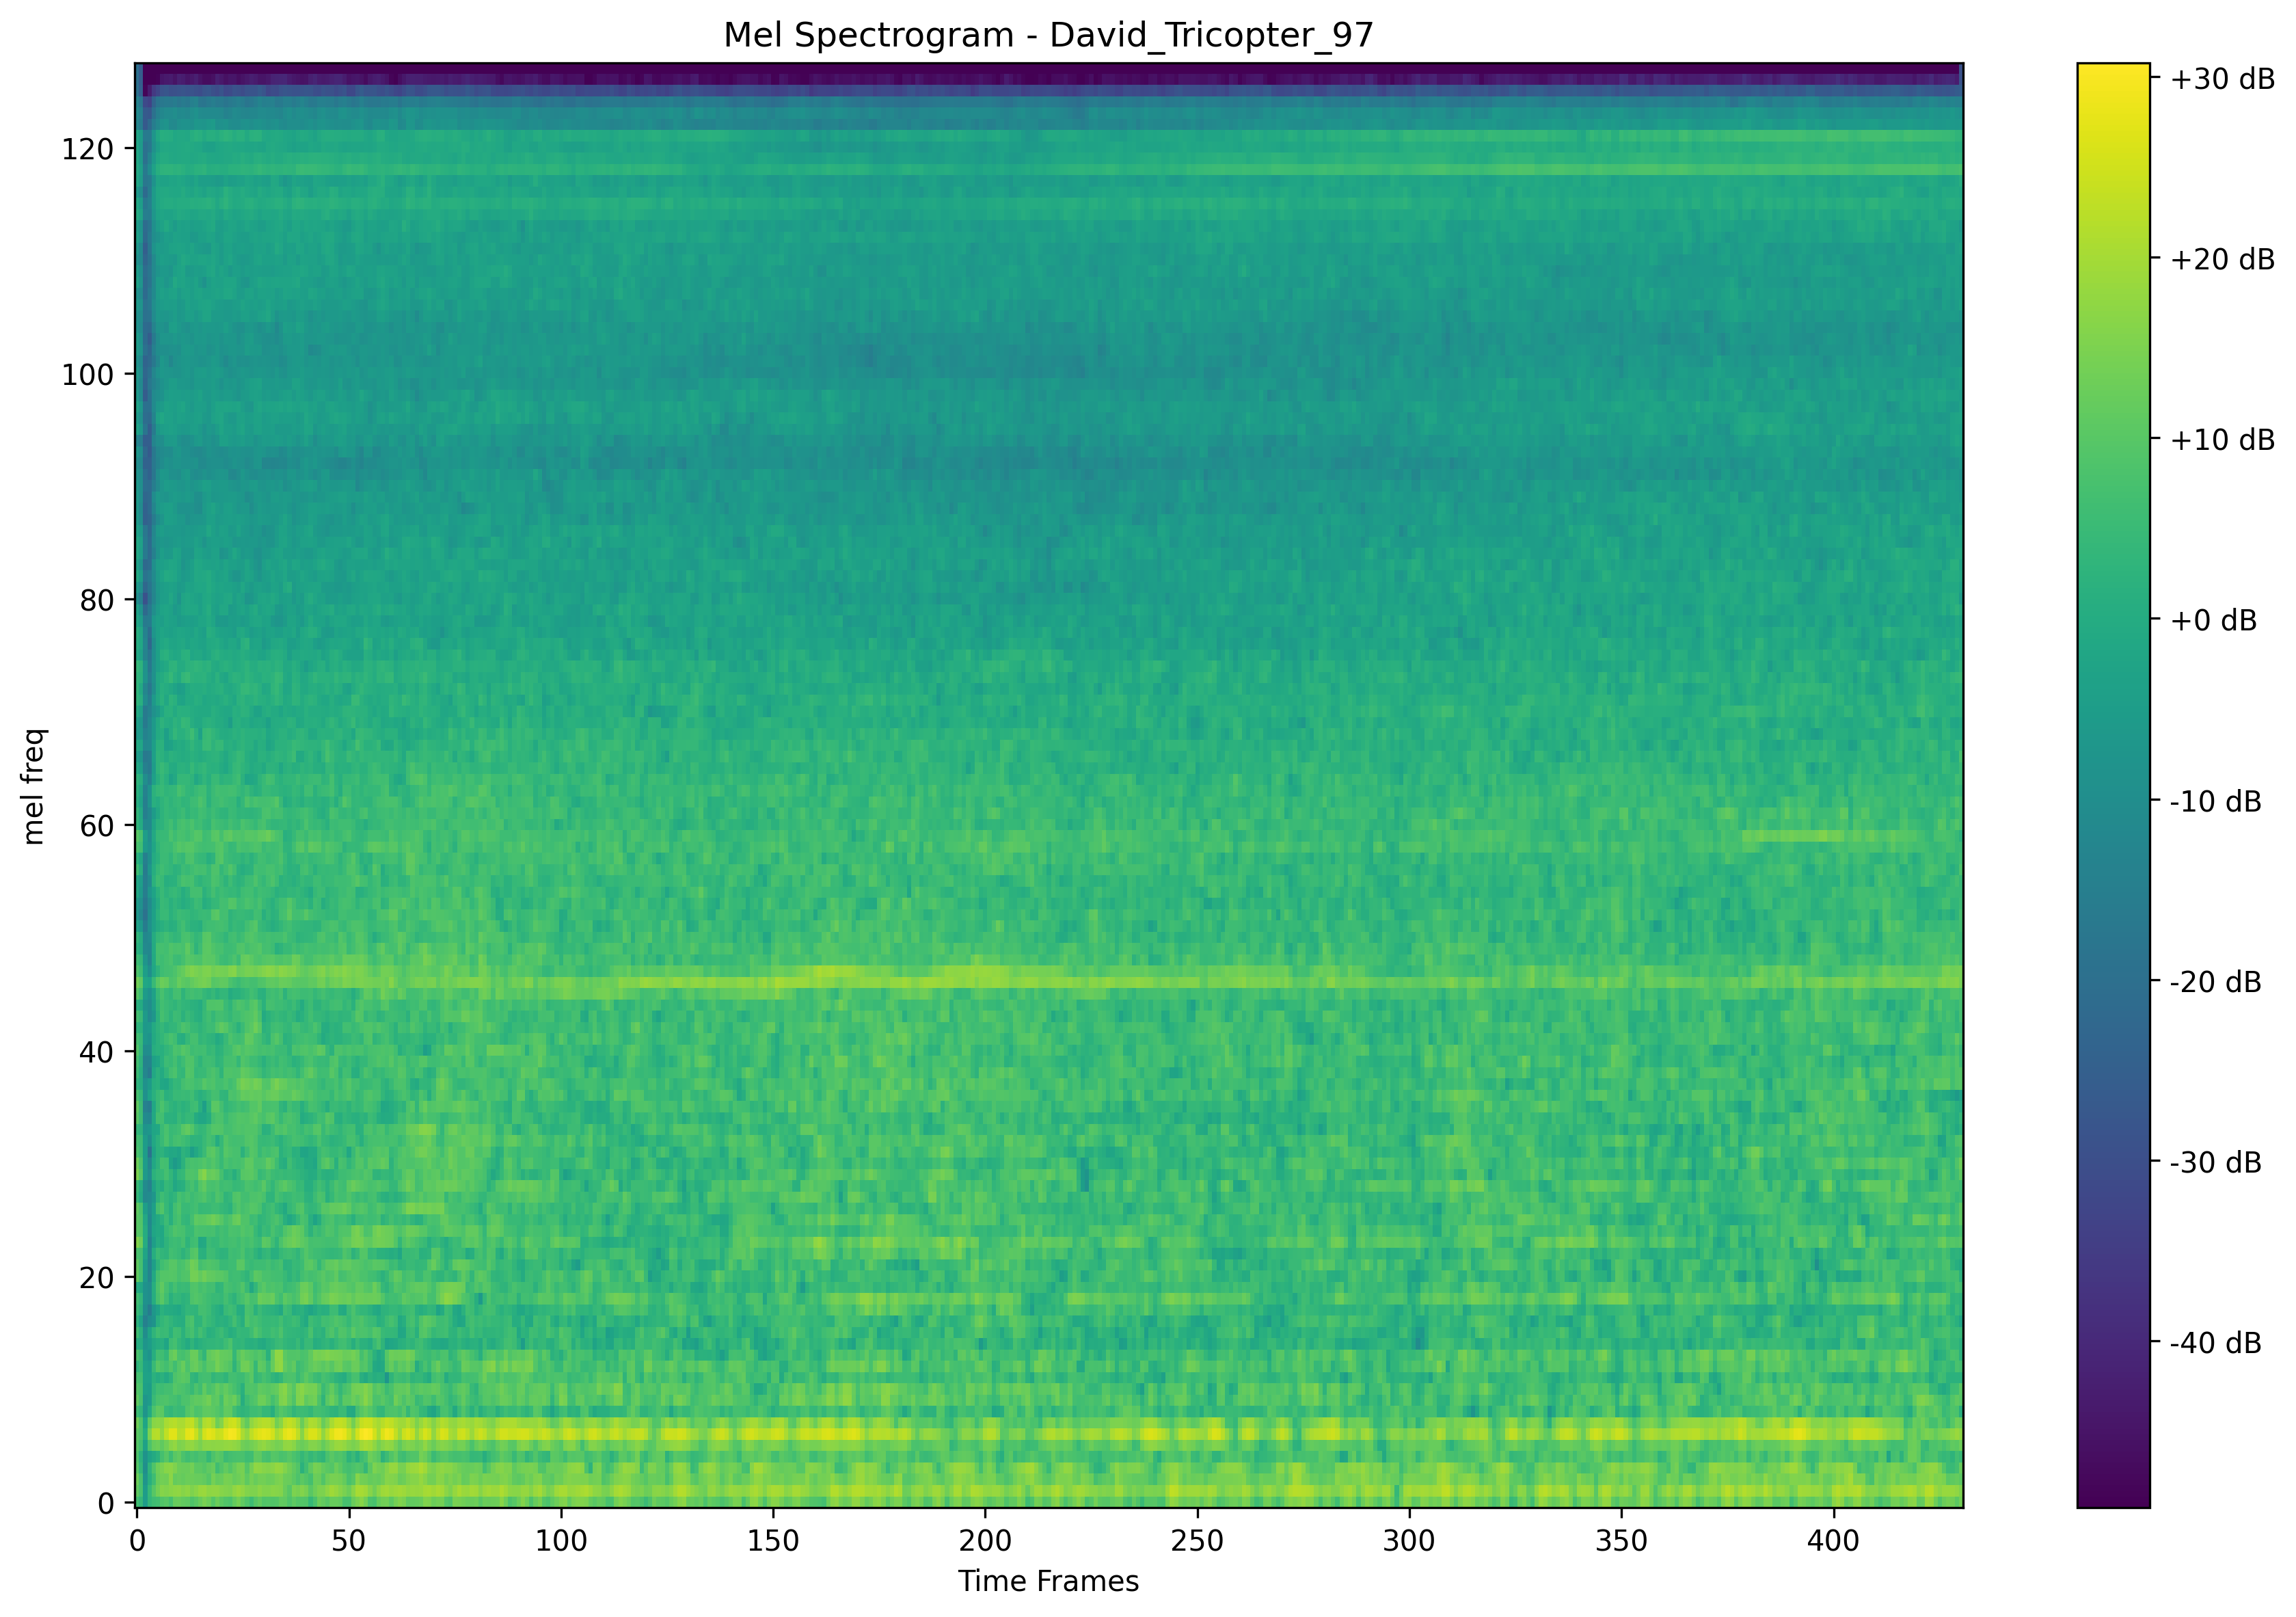 Mel Spectrogram - David_Tricopter_97
mel freq
120
100
80
60
40
20
0
0 50 100 150 200 250 300 350 400
Time Frames
+30 dB
+20 dB
+10 dB
+0 dB
-10 dB
-20 dB
-30 dB
-40 dB